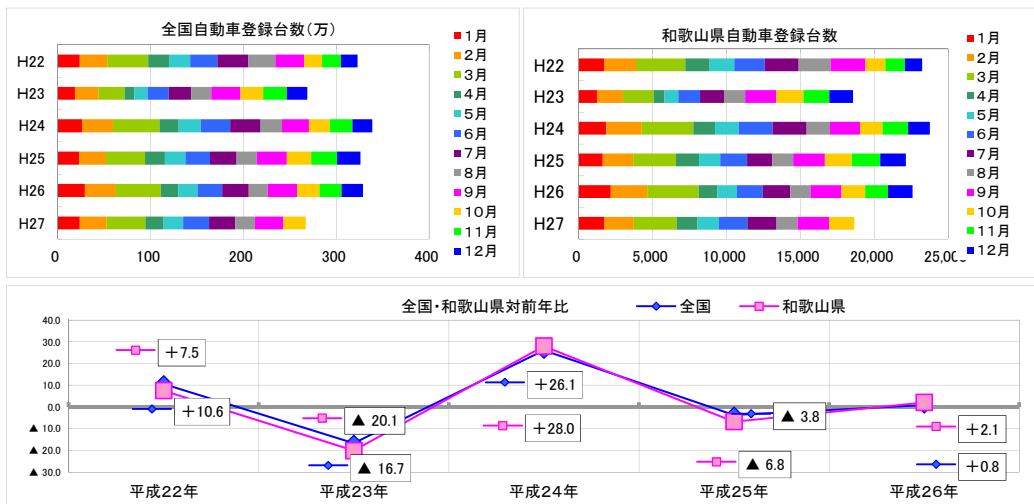 全国自動車登録台数(万)
H22
H23
H24
H25
H26
H27
0
100
200
300
400
1月
2月
3月
4月
5月
6月
7月
8月
9月
10月
11月
12月
和歌山県自動車登録台数
H22
H23
H24
H25
H26
H27
0
5,000
10,000
15,000
20,000
25,000
1月
2月
3月
4月
5月
6月
7月
8月
9月
10月
11月
12月
全国・和歌山県対前年比
全国
和歌山県
40.0
30.0
20.0
10.0
0.0
▲ 10.0
▲ 20.0
▲ 30.0
+7.5
+10.6
▲ 20.1
▲ 16.7
+26.1
+28.0
▲ 3.8
▲ 6.8
+2.1
+0.8
平成22年
平成23年
平成24年
平成25年
平成26年